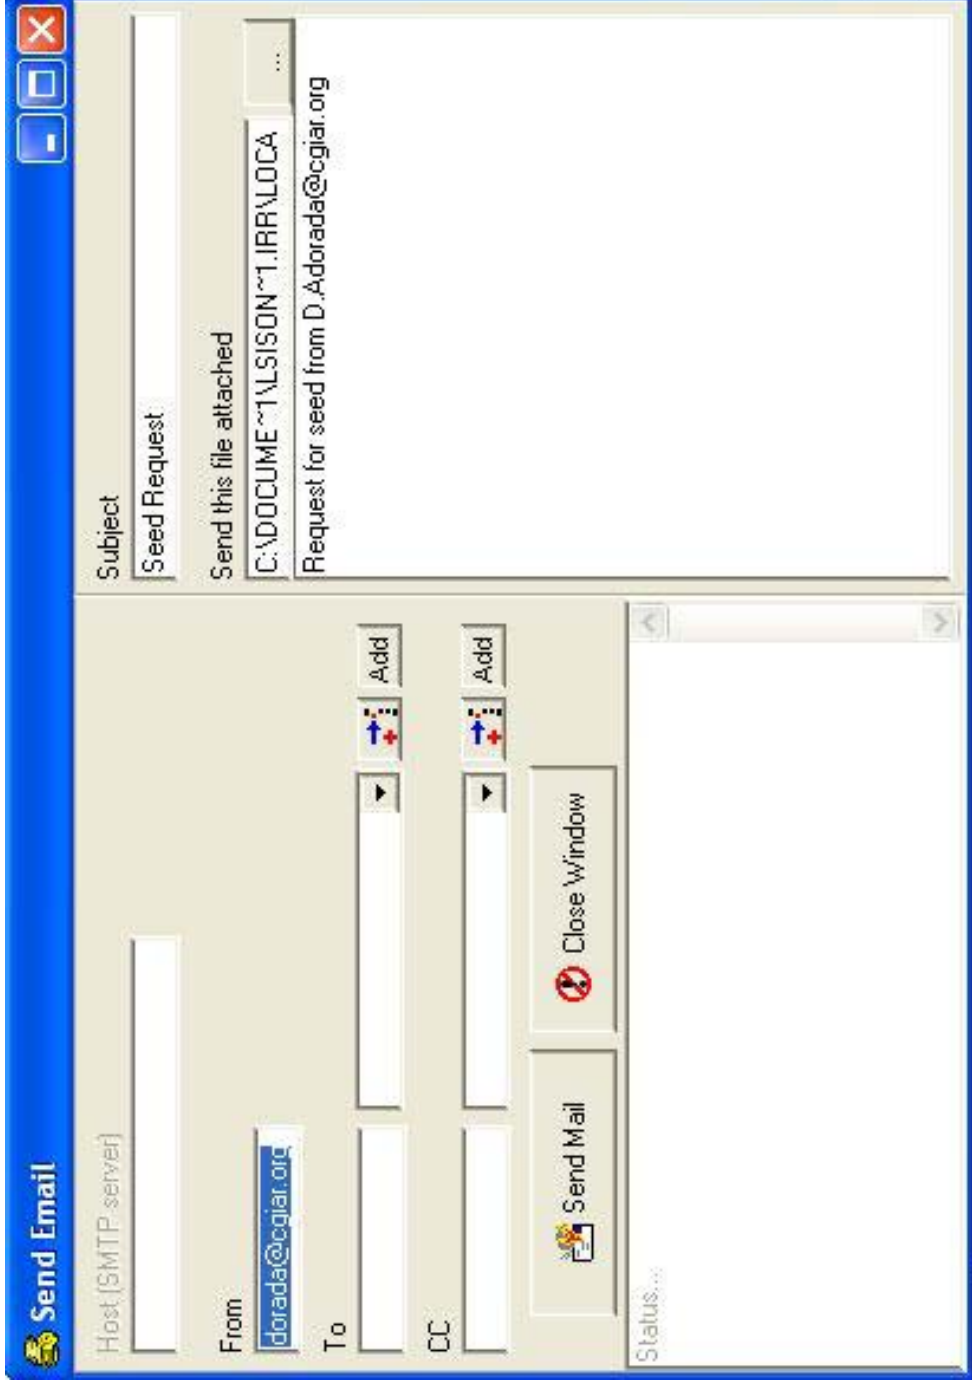 Send Email
Host (SMTP server)
From
dorada@cgiar.org
To
Add
CC
Add
Send Mail
Close Window
Status...
Subject
Seed Request
Send this file attached
C:\DOCUME~1\LSISON~1.IRR\LOCA
...
Request for seed from D.Adorada@cgiar.org